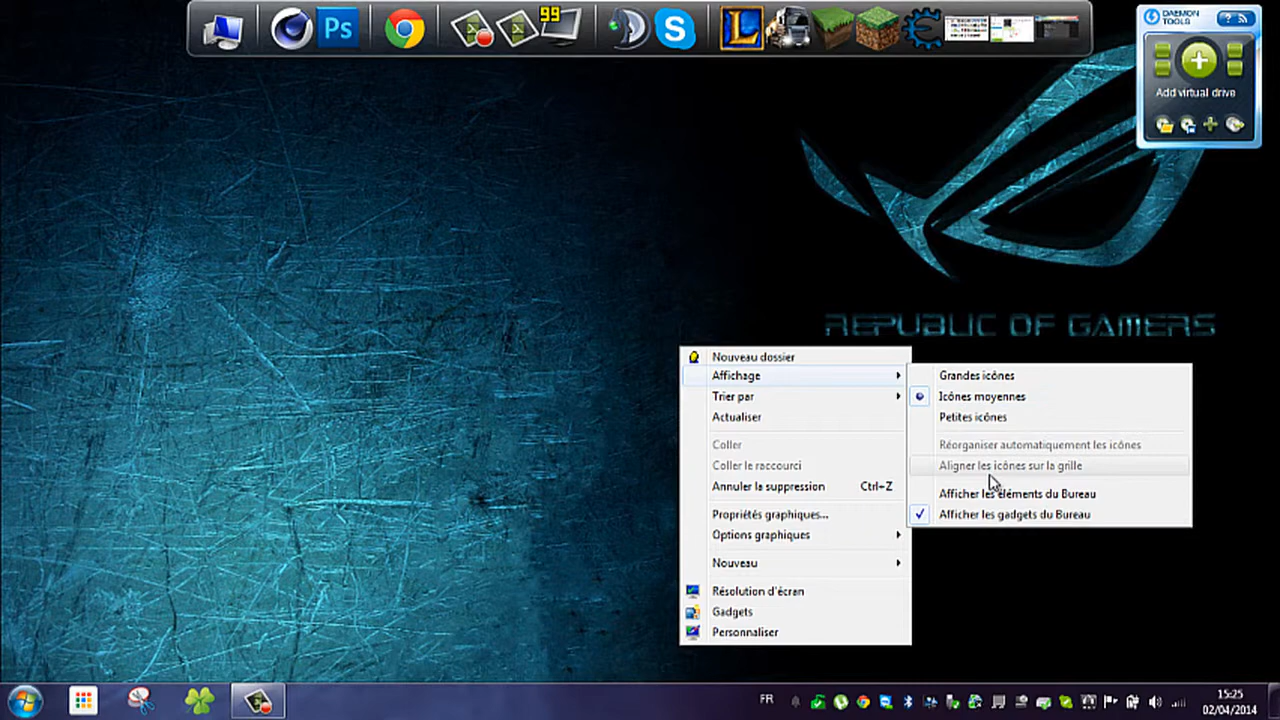 Ps
99
L
DAEMON
TOOLS
?
Add virtual drive
REPUBLIC OF GAMERS
Nouveau dossier
Affichage
Trier par
Actualiser
Coller
Coller le raccourci
Annuler la suppression Ctrl+Z
Propriétés graphiques...
Options graphiques
Nouveau
Résolution d'écran
Gadgets
Personnaliser
Grandes icônes
Icônes moyennes
Petites icônes
Réorganiser automatiquement les icônes
Aligner les icônes sur la grille
Afficher les éléments du Bureau
Afficher les gadgets du Bureau
FR
15:25
02/04/2014